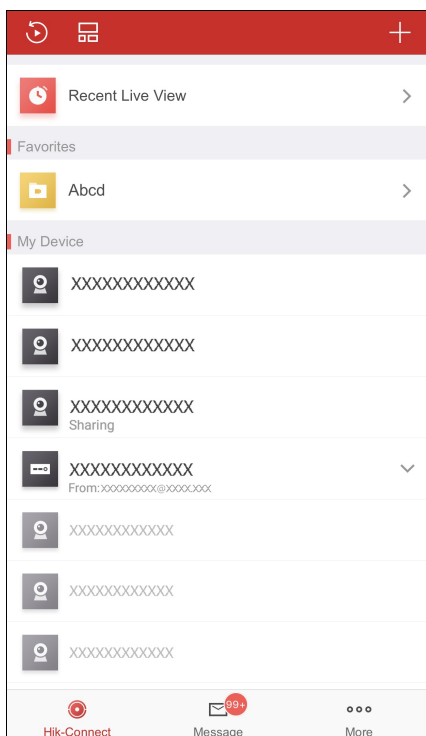 Recent Live View
Favorites
Abcd
My Device
XXXXXXXXXXXX
XXXXXXXXXXXX
XXXXXXXXXXXX
Sharing
XXXXXXXXXXXX
From:XXXXXXXXX@XXXX.XXX
XXXXXXXXXXXX
XXXXXXXXXXXX
XXXXXXXXXXXX
99+
Hik-Connect
Message
More